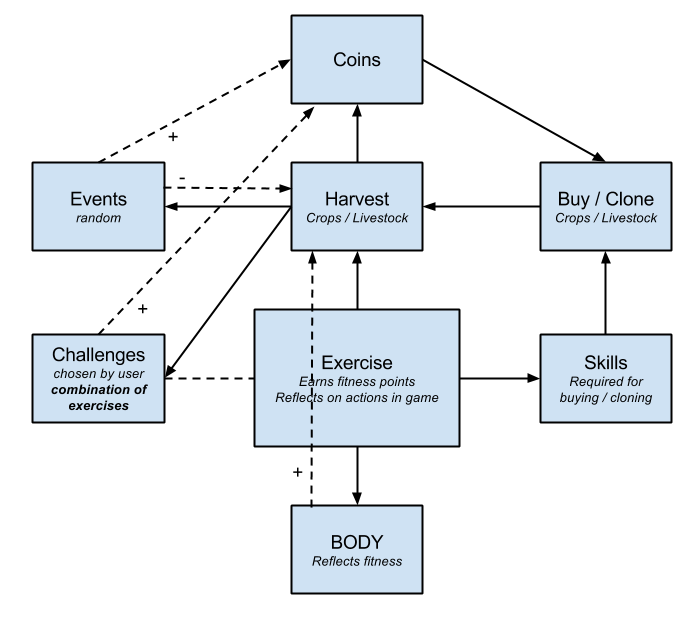 Coins
+
-
Events
random
Harvest
Crops / Livestock
Buy / Clone
Crops / Livestock
+
Challenges
chosen by user
combination of
exercises
Exercise
Earns fitness points
Reflects on actions in game
Skills
Required for
buying / cloning
+
BODY
Reflects fitness